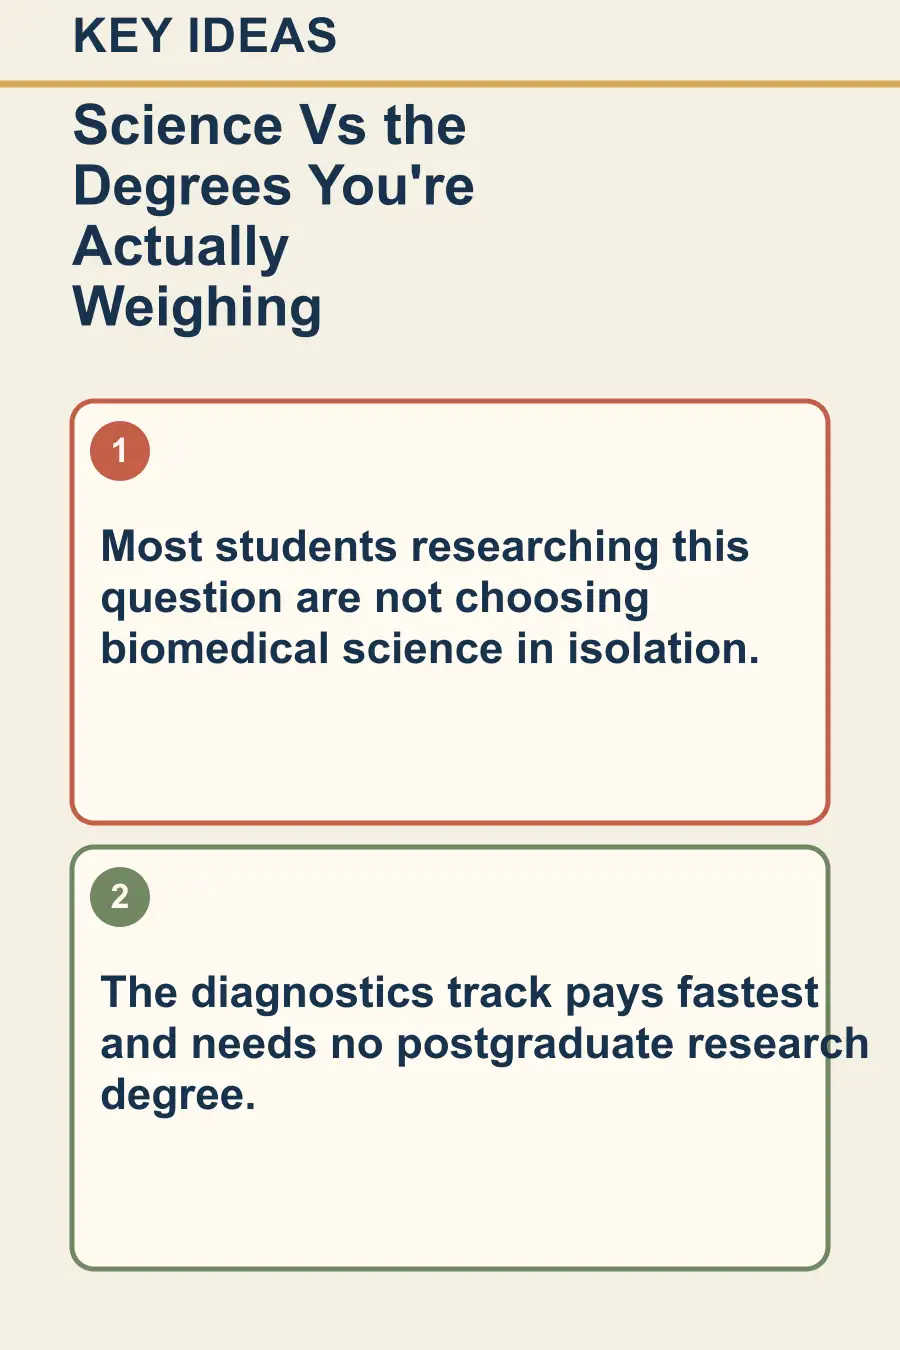 KEY IDEAS
Science Vs the
Degrees You're
Actually
Weighing
1
Most students researching this
question are not choosing
biomedical science in isolation.
2
The diagnostics track pays fastest
and needs no postgraduate research
degree.